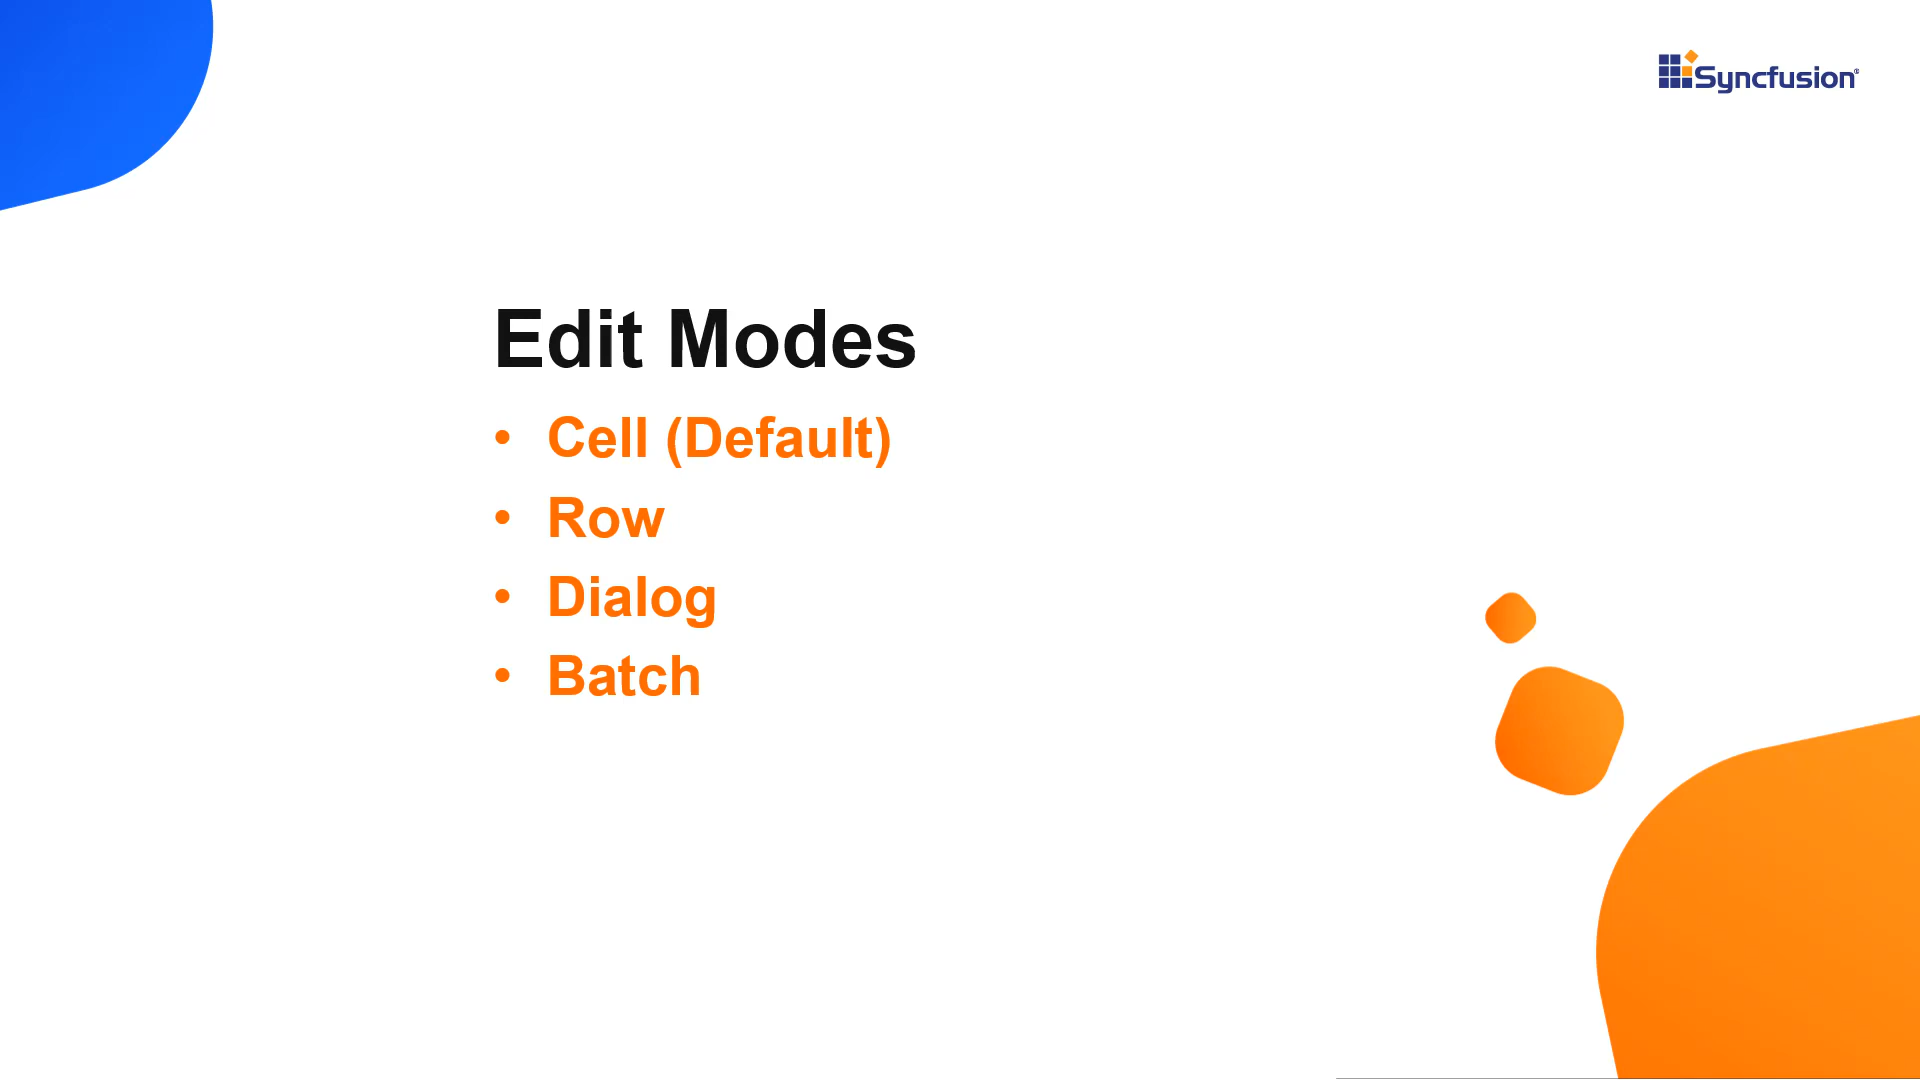 Syncfusion®
Edit Modes
• Cell (Default)
• Row
• Dialog
• Batch